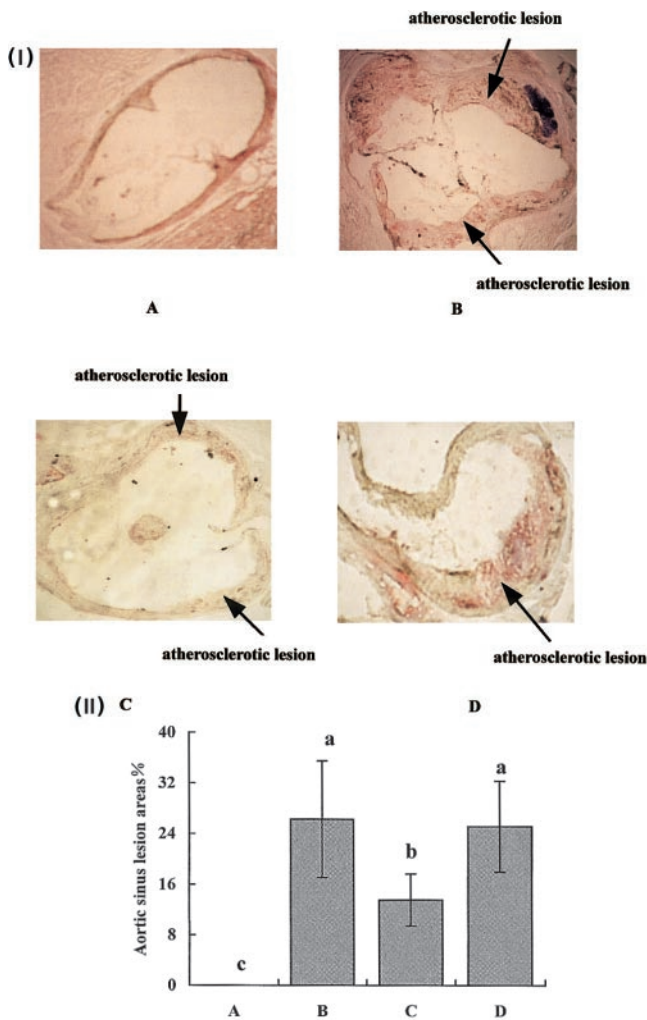 atherosclerotic lesion
(I)
atherosclerotic lesion
A
B
atherosclerotic lesion
atherosclerotic lesion
atherosclerotic lesion
(II)
C
D
Aortic sinus lesion areas%
40
32
24
16
8
0
c
a
b
a
A
B
C
D